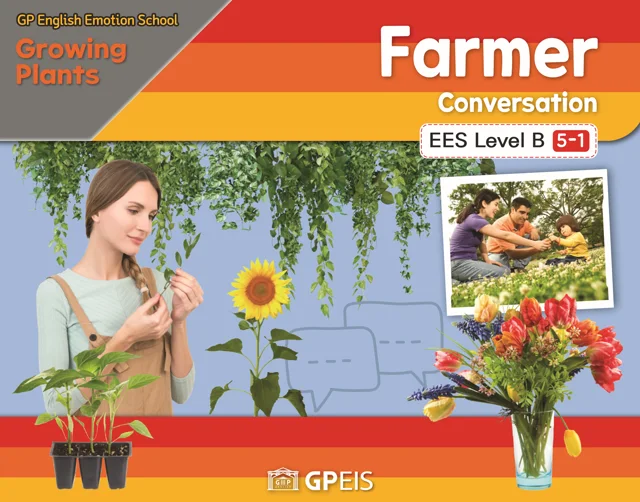 GP English Emotion School
Growing
Plants
Farmer
Conversation
EES Level B 5-1
GPEIS